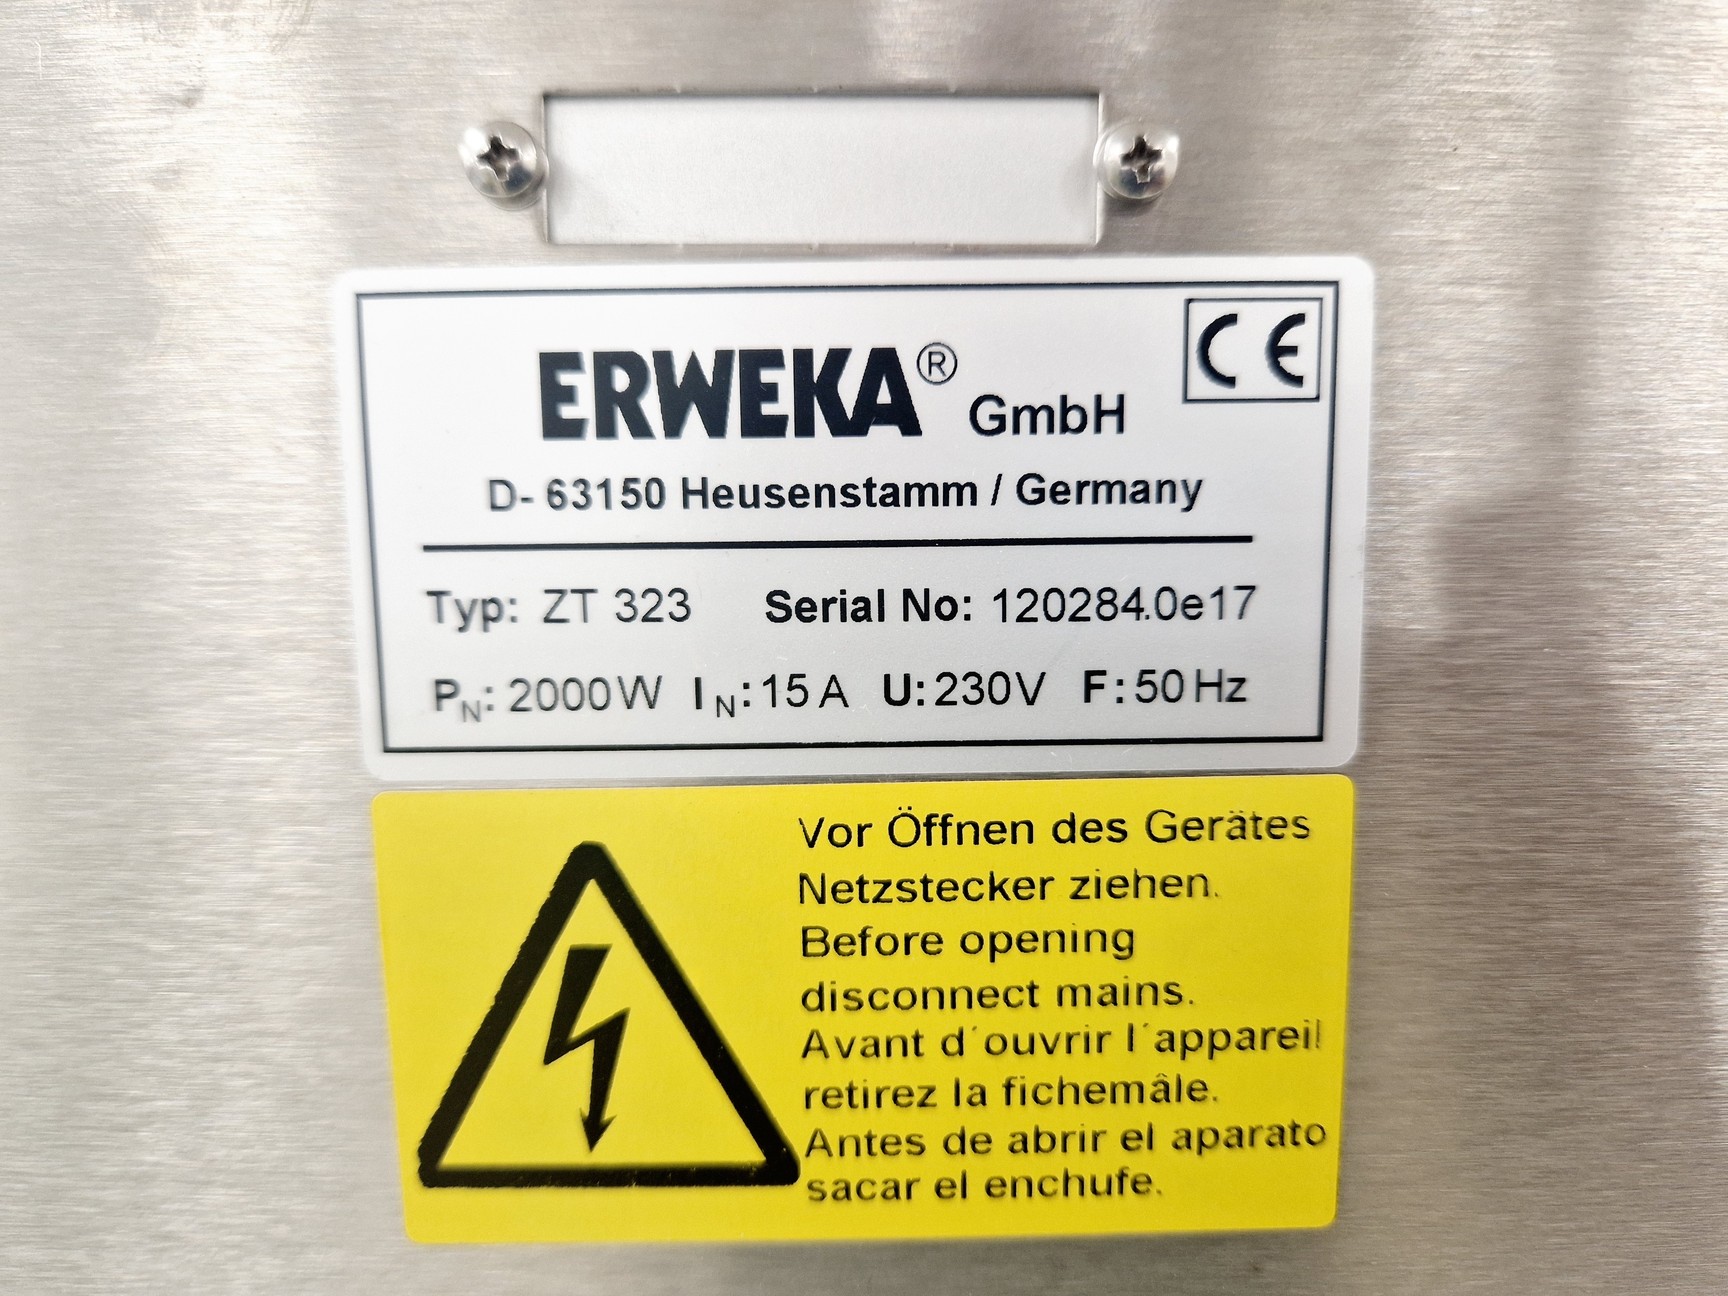 ERWEKA® GmbH
CE
D- 63150 Heusenstamm / Germany
Typ: ZT 323 Serial No: 120284.0e17
PN: 2000W IN: 15 A U: 230V F: 50 Hz
Vor Öffnen des Gerätes
Netzstecker ziehen.
Before opening
disconnect mains.
Avant d´ouvrir l´appareil
retirez la fichemâle.
Antes de abrir el aparato
sacar el enchufe.